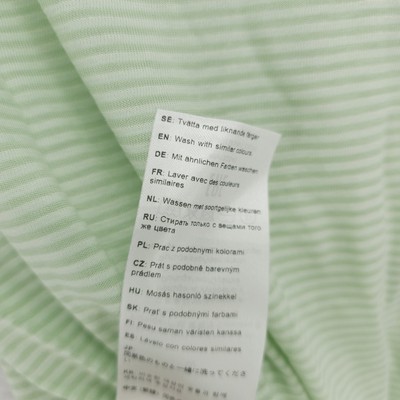 SE: Tvätta med liknande färger
EN: Wash with similar colours
DE: Mit ähnlichen Farben waschen
FR: Laver avec des couleurs
similaires
NL: Wassen met soortgelijke kleuren
RU: Стирать только с вещами того
же цвета
PL: Prać z podobnymi kolorami
CZ: Prát s podobně barevným
prádlem
HU: Mosás hasonló színekkel
SK: Prať s podobnými farbami
FI: Pesu saman väristen kanssa
ES: Lávelo con colores similares
JP: